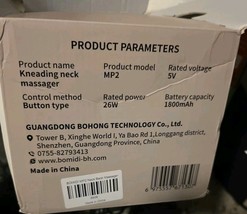 PRODUCT PARAMETERS
Product name Product model Rated voltage
Kneading neck MP2 5V
massager
Control method Rated power Battery capacity
Button type 26W 1800mAh
GUANGDONG BOHONG TECHNOLOGY Co., Ltd.
Tower B, Xinghe World I, Ya Bao Rd 1,Longgang district,
Shenzhen, Guangdong Province, China
0755-82793413
www.bomidi-bh.com
Made in China